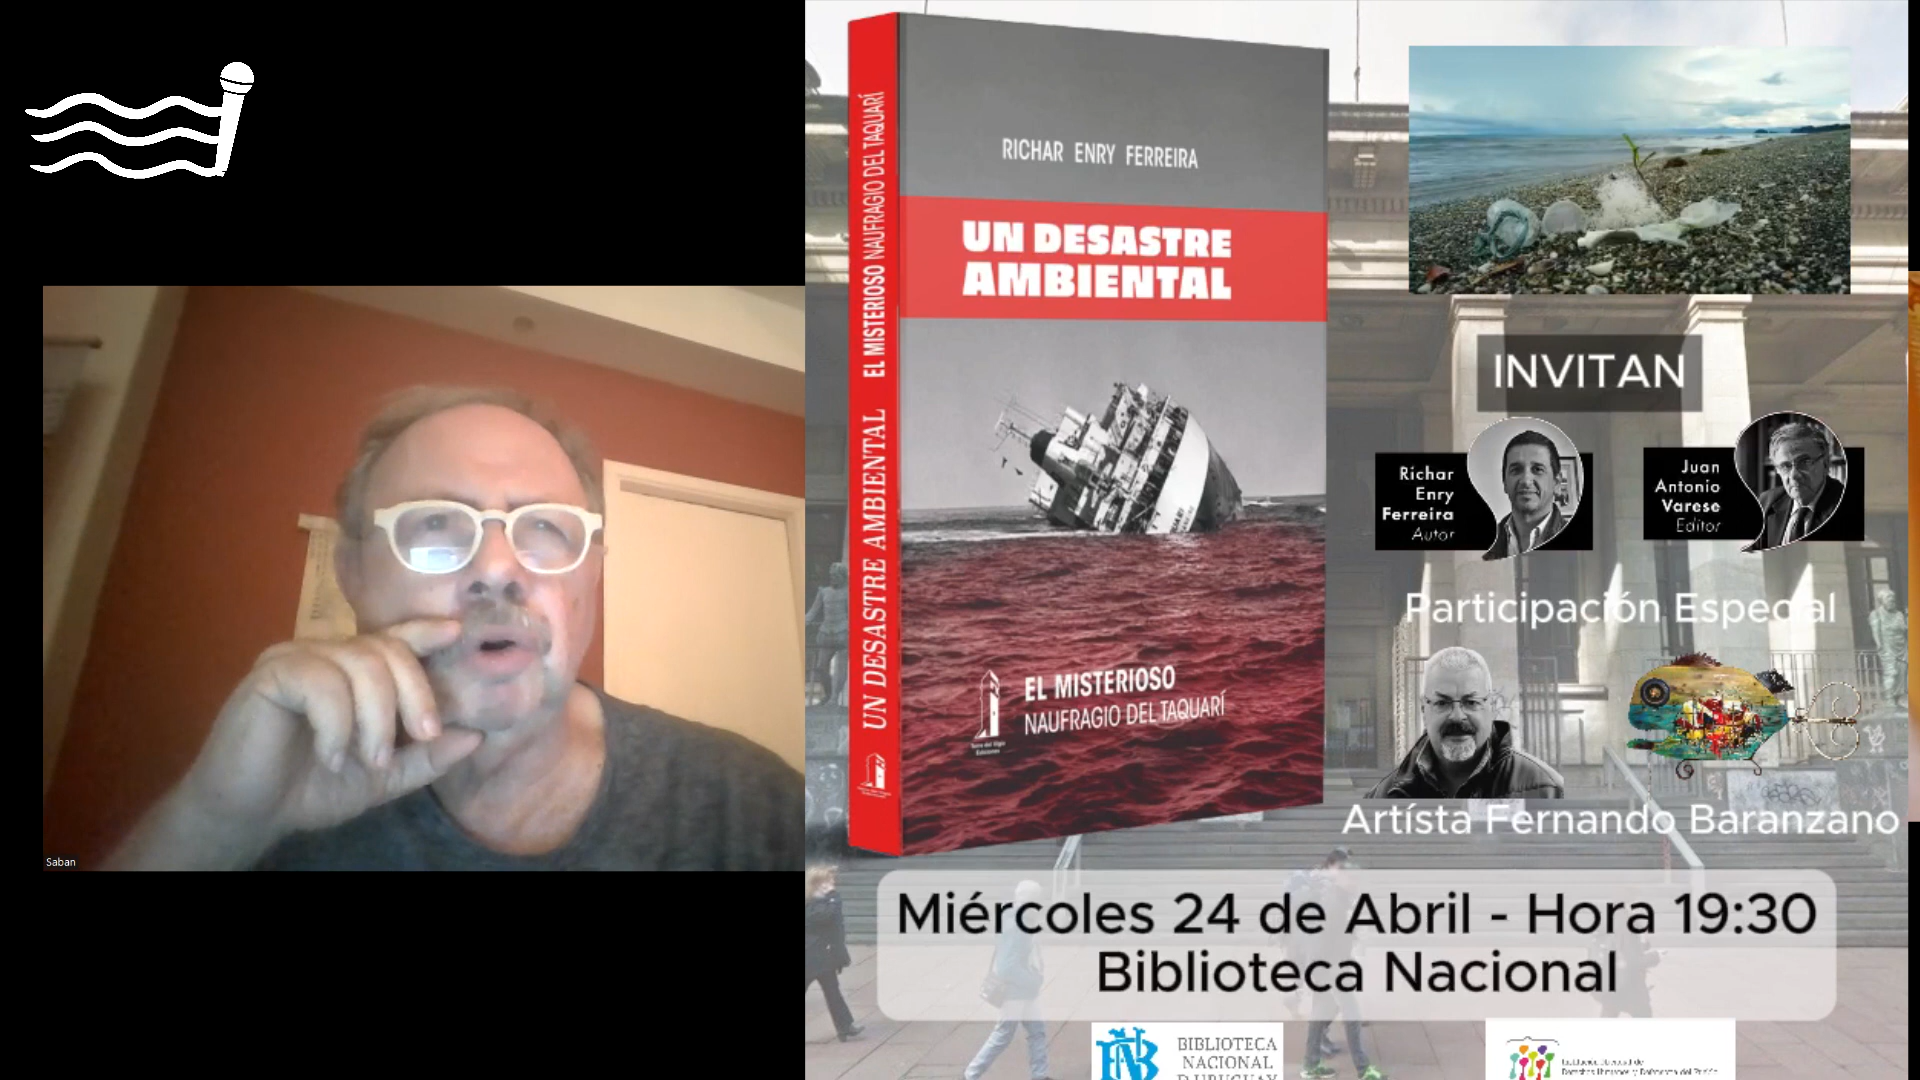 Saban
UN DESASTRE AMBIENTAL EL MISTERIOSO NAUFRAGIO DEL TAQUARÍ
RICHAR ENRY FERREIRA
UN DESASTRE
AMBIENTAL
EL MISTERIOSO
NAUFRAGIO DEL TAQUARÍ
INVITAN
Richar
Enry
Ferreira
Autor
Juan
Antonio
Varese
Editor
Participación Especial
Artísta Fernando Baranzano
Miércoles 24 de Abril - Hora 19:30
Biblioteca Nacional
BIBLIOTECA
NACIONAL
D URUGUAY